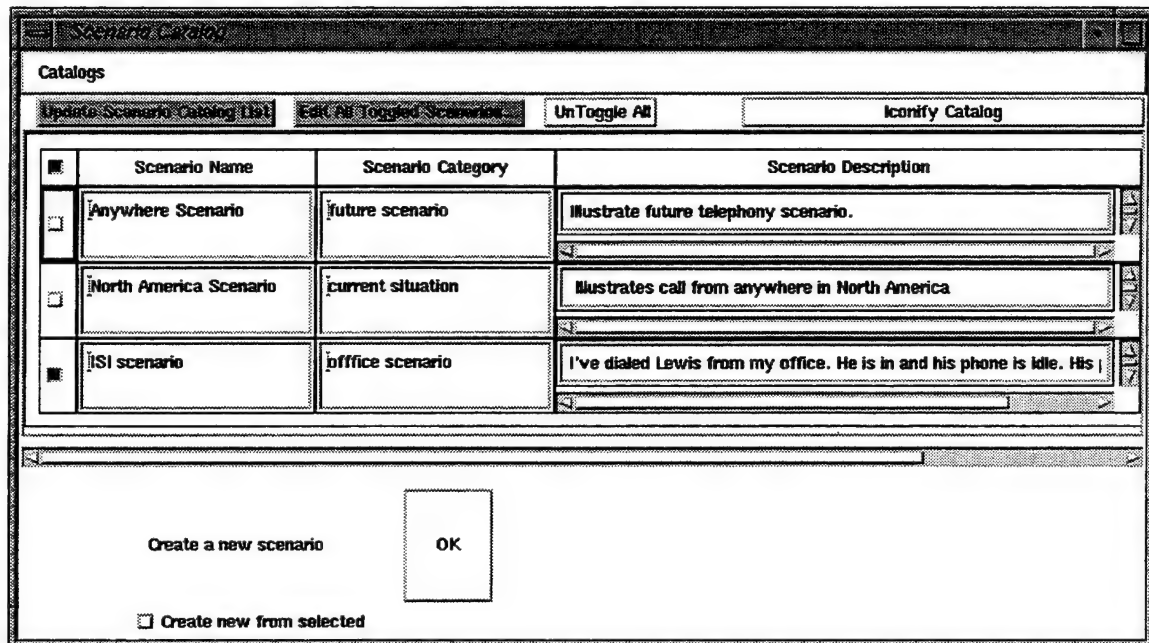 Scenario Catalog
Catalogs
Update Scenario Catalog List Edit All Toggled Scenarios... UnToggle All Iconify Catalog
Scenario Name Scenario Category Scenario Description
Anywhere Scenario future scenario Illustrate future telephony scenario.
North America Scenario current situation Illustrates call from anywhere in North America
ISI scenario offfice scenario I've dialed Lewis from my office. He is in and his phone is idle. His
Create a new scenario OK
Create new from selected